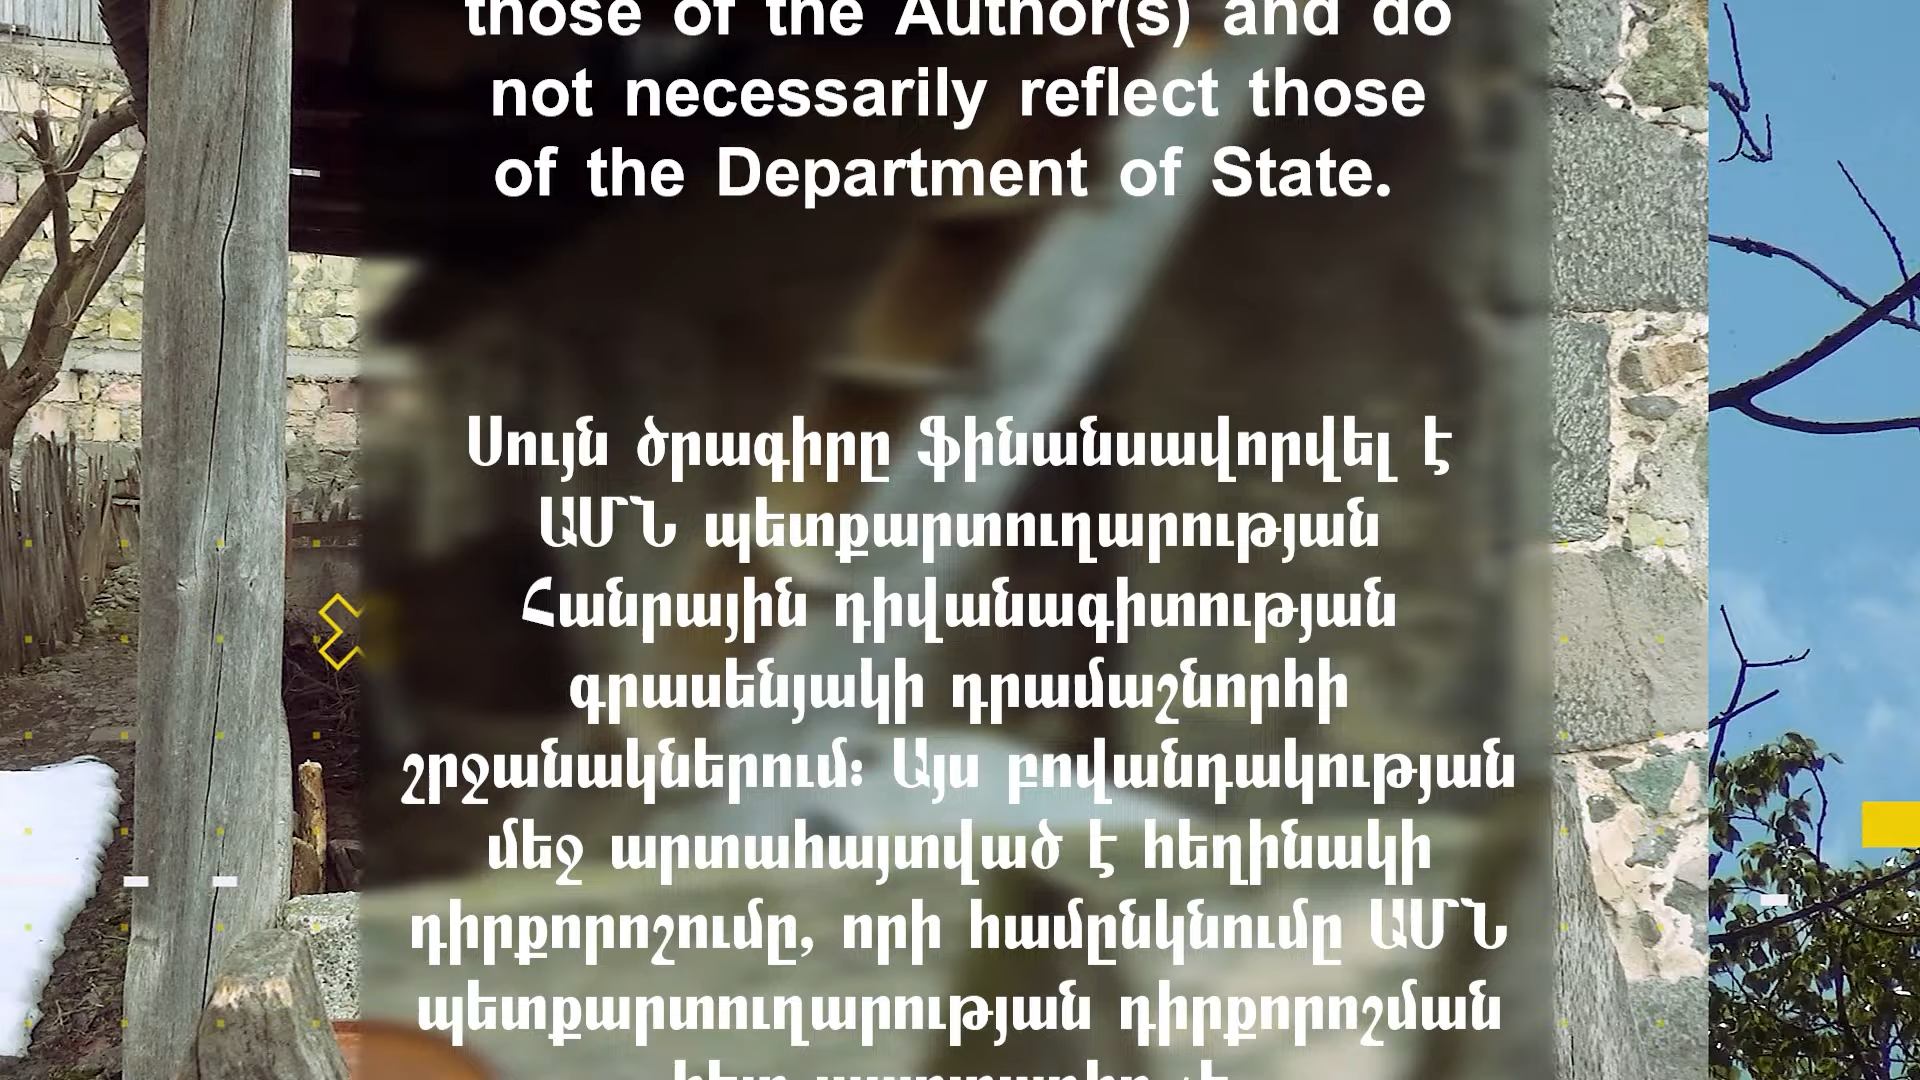 those of the Author(s) and do
not necessarily reflect those
of the Department of State.
Սույն ծրագիրը ֆինանսավորվել է
ԱՄՆ պետքարտուղարության
Հանրային դիվանագիտության
գրասենյակի դրամաշնորհի
շրջանակներում: Այս բովանդակության
մեջ արտահայտված է հեղինակի
դիրքորոշումը, որի համընկնումը ԱՄՆ
պետքարտուղարության դիրքորոշման